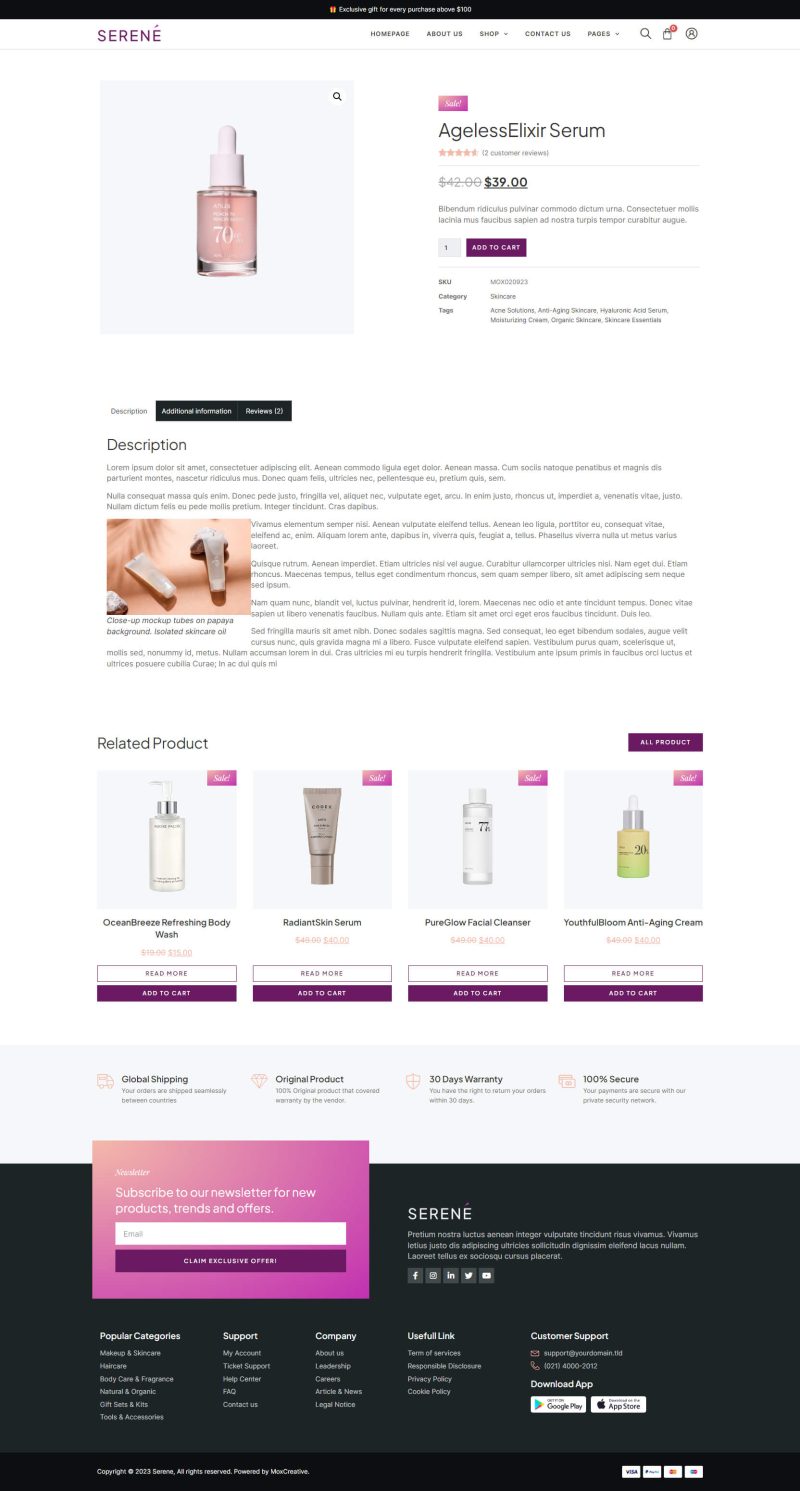 Exclusive gift for every purchase above $100
SERENÉ
HOMEPAGE
ABOUT US
SHOP
CONTACT US
PAGES
0
Sale!
AgelessElixir Serum
(2 customer reviews)
$42.00 $39.00
Bibendum ridiculus pulvinar commodo dictum urna. Consectetuer mollis
lacinia mus faucibus sapien ad nostra turpis tempor curabitur augue.
1
ADD TO CART
SKU MOX020923
Category Skincare
Tags Acne Solutions, Anti-Aging Skincare, Hyaluronic Acid Serum,
Moisturizing Cream, Organic Skincare, Skincare Essentials
70
Description
Additional information
Reviews (2)
Description
Lorem ipsum dolor sit amet, consectetuer adipiscing elit. Aenean commodo ligula eget dolor. Aenean massa. Cum sociis natoque penatibus et magnis dis
parturient montes, nascetur ridiculus mus. Donec quam felis, ultricies nec, pellentesque eu, pretium quis, sem.
Nulla consequat massa quis enim. Donec pede justo, fringilla vel, aliquet nec, vulputate eget, arcu. In enim justo, rhoncus ut, imperdiet a, venenatis vitae, justo.
Nullam dictum felis eu pede mollis pretium. Integer tincidunt. Cras dapibus.
Vivamus elementum semper nisi. Aenean vulputate eleifend tellus. Aenean leo ligula, porttitor eu, consequat vitae,
eleifend ac, enim. Aliquam lorem ante, dapibus in, viverra quis, feugiat a, tellus. Phasellus viverra nulla ut metus varius
laoreet.
Quisque rutrum. Aenean imperdiet. Etiam ultricies nisi vel augue. Curabitur ullamcorper ultricies nisi. Nam eget dui. Etiam
rhoncus. Maecenas tempus, tellus eget condimentum rhoncus, sem quam semper libero, sit amet adipiscing sem neque
sed ipsum.
Nam quam nunc, blandit vel, luctus pulvinar, hendrerit id, lorem. Maecenas nec odio et ante tincidunt tempus. Donec vitae
sapien ut libero venenatis faucibus. Nullam quis ante. Etiam sit amet orci eget eros faucibus tincidunt. Duis leo.
Close-up mockup tubes on papaya
background. Isolated skincare oil
Sed fringilla mauris sit amet nibh. Donec sodales sagittis magna. Sed consequat, leo eget bibendum sodales, augue velit
cursus nunc, quis gravida magna mi a libero. Fusce vulputate eleifend sapien. Vestibulum purus quam, scelerisque ut,
mollis sed, nonummy id, metus. Nullam accumsan lorem in dui. Cras ultricies mi eu turpis hendrerit fringilla. Vestibulum ante ipsum primis in faucibus orci luctus et
ultrices posuere cubilia Curae; In ac dui quis mi
Related Product
ALL PRODUCT
Sale!
Sale!
Sale!
Sale!
CODEX
77
20
OceanBreeze Refreshing Body
Wash
$19.00 $15.00
READ MORE
ADD TO CART
RadiantSkin Serum
$49.00 $40.00
READ MORE
ADD TO CART
PureGlow Facial Cleanser
$49.00 $40.00
READ MORE
ADD TO CART
YouthfulBloom Anti-Aging Cream
$49.00 $40.00
READ MORE
ADD TO CART
Global Shipping
Your orders are shipped seamlessly
between countries
Original Product
100% Original product that covered
warranty by the vendor.
30 Days Warranty
You have the right to return your orders
within 30 days.
100% Secure
Your payments are secure with our
private security network.
Newsletter
Subscribe to our newsletter for new
products, trends and offers.
Email
CLAIM EXCLUSIVE OFFER!
SERENÉ
Pretium nostra luctus aenean integer vulputate tincidunt risus vivamus. Vivamus
letius justo dis adipiscing ultricies sollicitudin dignissim eleifend lacus nullam.
Laoreet tellus ex sociosqu cursus placerat.
Popular Categories
Makeup & Skincare
Haircare
Body Care & Fragrance
Natural & Organic
Gift Sets & Kits
Tools & Accessories
Support
My Account
Ticket Support
Help Center
FAQ
Contact us
Company
About us
Leadership
Careers
Article & News
Legal Notice
Usefull Link
Term of services
Responsible Disclosure
Privacy Policy
Cookie Policy
Customer Support
support@yourdomain.tld
(021) 4000-2012
Download App
GET IT ON
Google Play
Download on the
App Store
Copyright © 2023 Serene, All rights reserved. Powered by MoxCreative.
VISA
PayPal